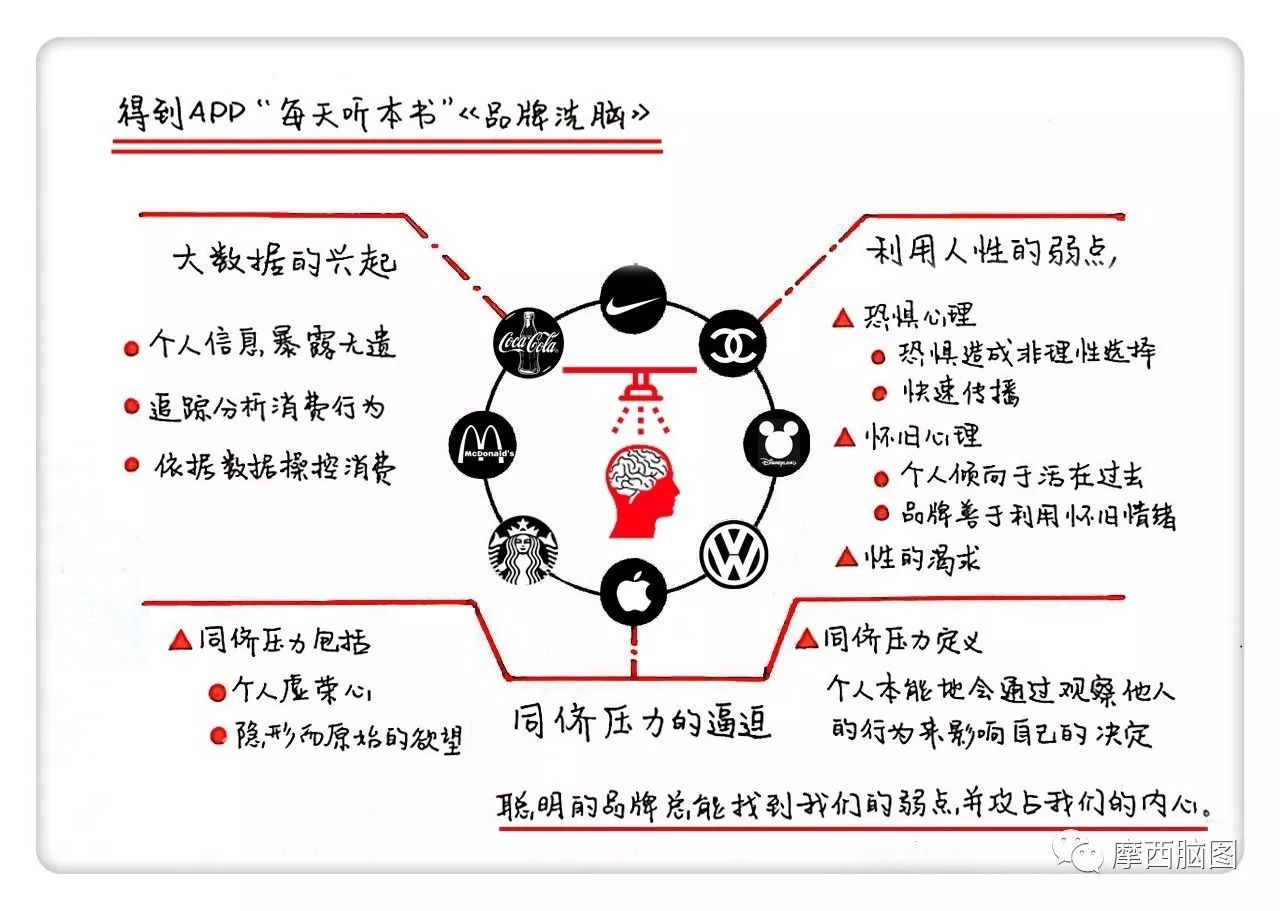 得到APP“每天听本书”《品牌洗脑》
大数据的兴起
个人信息暴露无遗
追踪分析消费行为
依据数据操控消费
利用人性的弱点,
恐惧心理
恐惧造成非理性选择
快速传播
怀旧心理
个人倾向于活在过去
品牌善于利用怀旧情绪
性的渴求
Coca-Cola
McDonald's
DISNEYLAND
同侪压力包括
个人虚荣心
隐形而原始的欲望
同侪压力的逼迫
同侪压力定义
个人本能地会通过观察他人
的行为来影响自己的决定
聪明的品牌总能找到我们的弱点,并攻占我们的内心。
摩西脑图